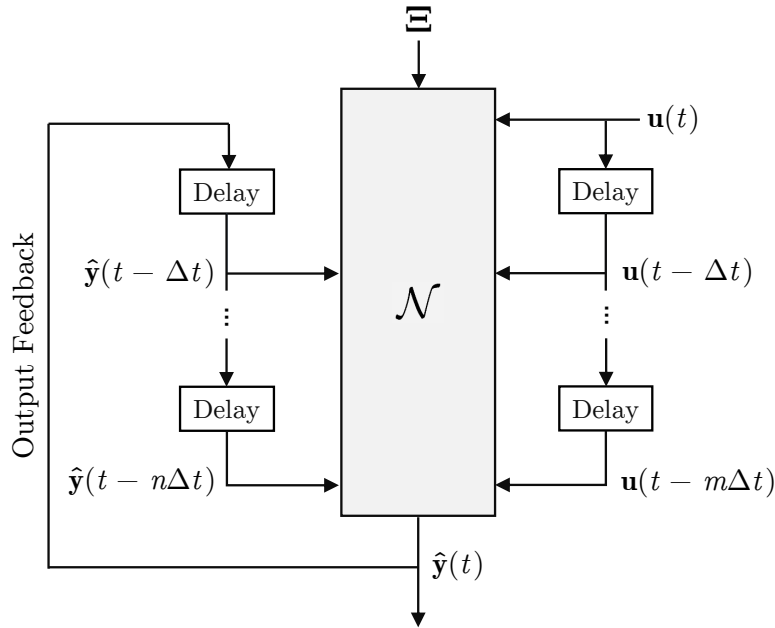 Ξ
u(t)
Delay
Delay
ŷ(t − Δt)
u(t − Δt)
⋮
⋮
𝒩
Output Feedback
Delay
Delay
ŷ(t − nΔt)
u(t − mΔt)
ŷ(t)